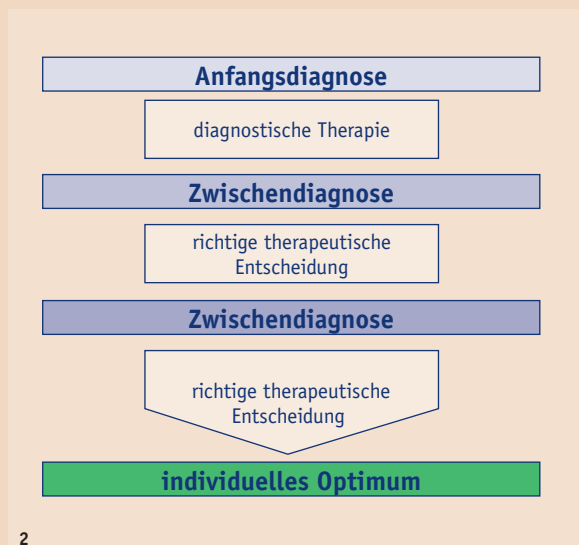 Anfangsdiagnose
diagnostische Therapie
Zwischendiagnose
richtige therapeutische
Entscheidung
Zwischendiagnose
richtige therapeutische
Entscheidung
individuelles Optimum
2